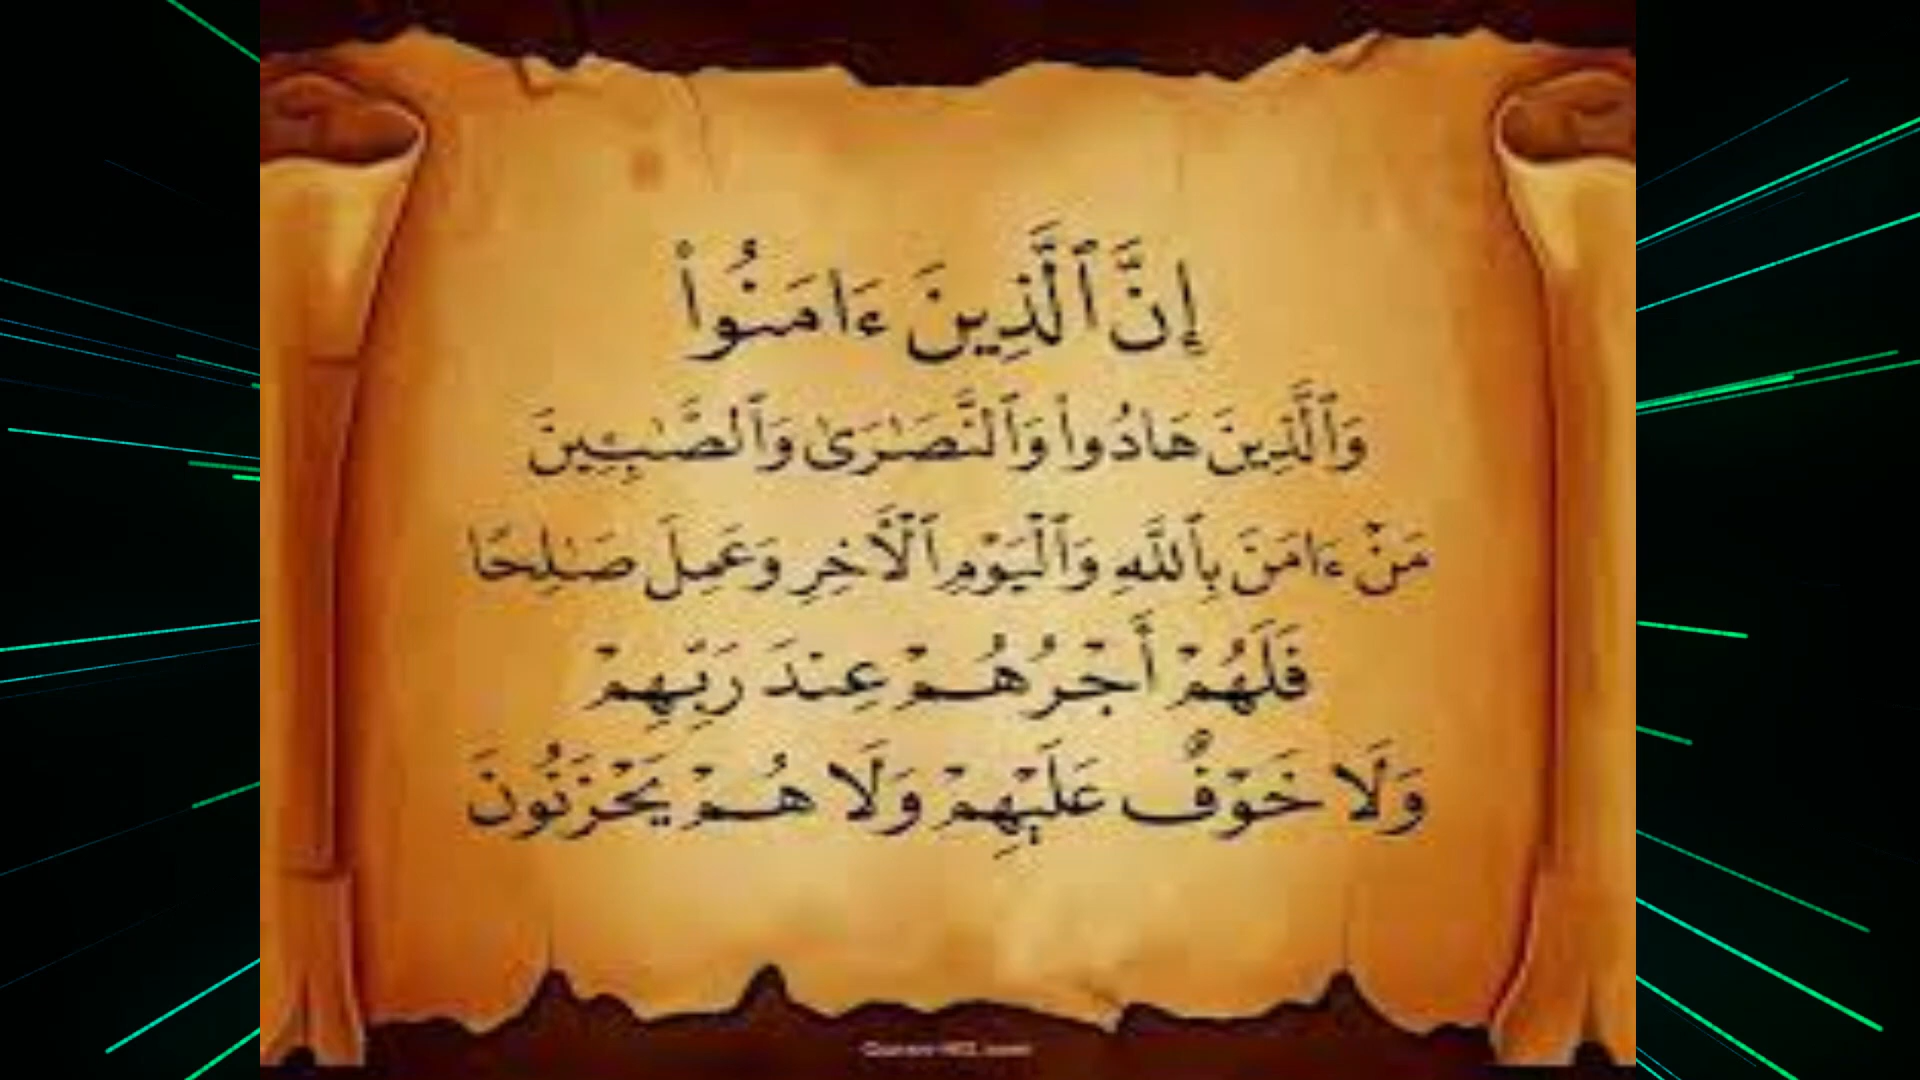 إِنَّ ٱلَّذِينَ ءَامَنُوا۟
وَٱلَّذِينَ هَادُوا۟ وَٱلنَّصَـٰرَىٰ وَٱلصَّـٰبِـِٔينَ
مَنْ ءَامَنَ بِٱللَّهِ وَٱلْيَوْمِ ٱلْـَٔاخِرِ وَعَمِلَ صَـٰلِحًا
فَلَهُمْ أَجْرُهُمْ عِندَ رَبِّهِمْ
وَلَا خَوْفٌ عَلَيْهِمْ وَلَا هُمْ يَحْزَنُونَ